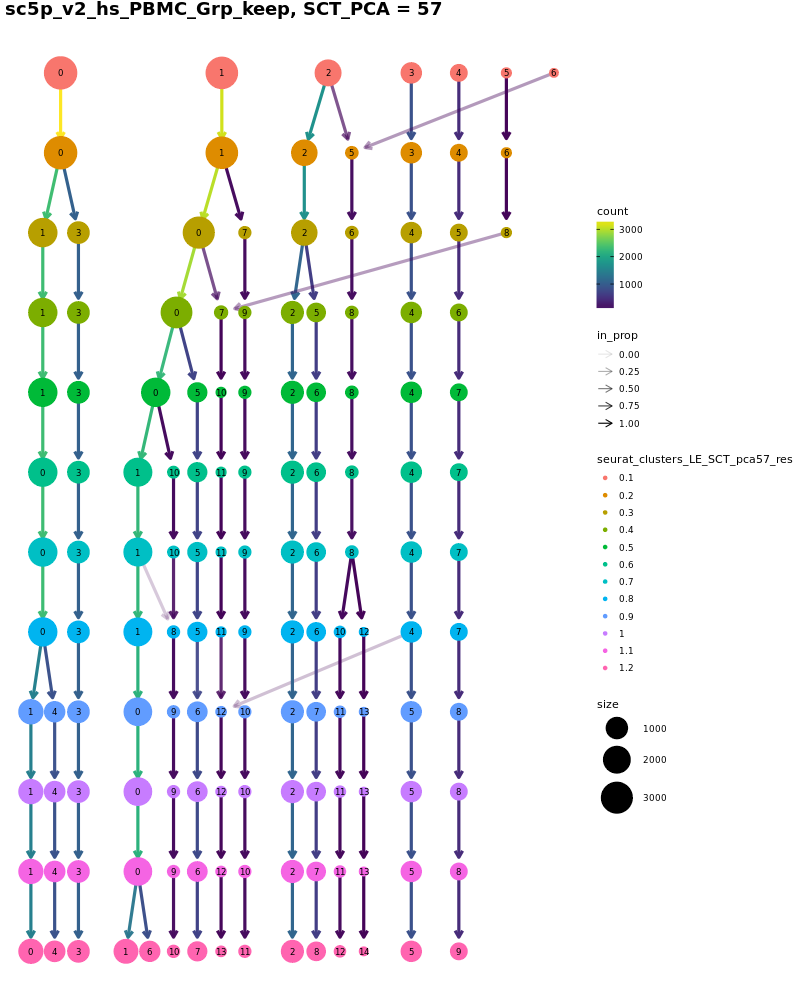 sc5p_v2_hs_PBMC_Grp_keep, SCT_PCA = 57
0 1 2 3 4 5 6
0 1 2 5 3 4 6
1 3 0 7 2 6 4 5 8
1 3 0 7 9 2 5 8 4 6
1 3 0 5 10 9 2 6 8 4 7
0 3 1 10 5 11 9 2 6 8 4 7
0 3 1 10 5 11 9 2 6 8 4 7
0 3 1 8 5 11 9 2 6 10 12 4 7
1 4 3 0 9 6 12 10 2 7 11 13 5 8
1 4 3 0 9 6 12 10 2 7 11 13 5 8
1 4 3 0 9 6 12 10 2 7 11 13 5 8
0 4 3 1 6 10 7 13 11 2 8 12 14 5 9
count
3000
2000
1000
in_prop
0.00
0.25
0.50
0.75
1.00
seurat_clusters_LE_SCT_pca57_res
0.1
0.2
0.3
0.4
0.5
0.6
0.7
0.8
0.9
1
1.1
1.2
size
1000
2000
3000